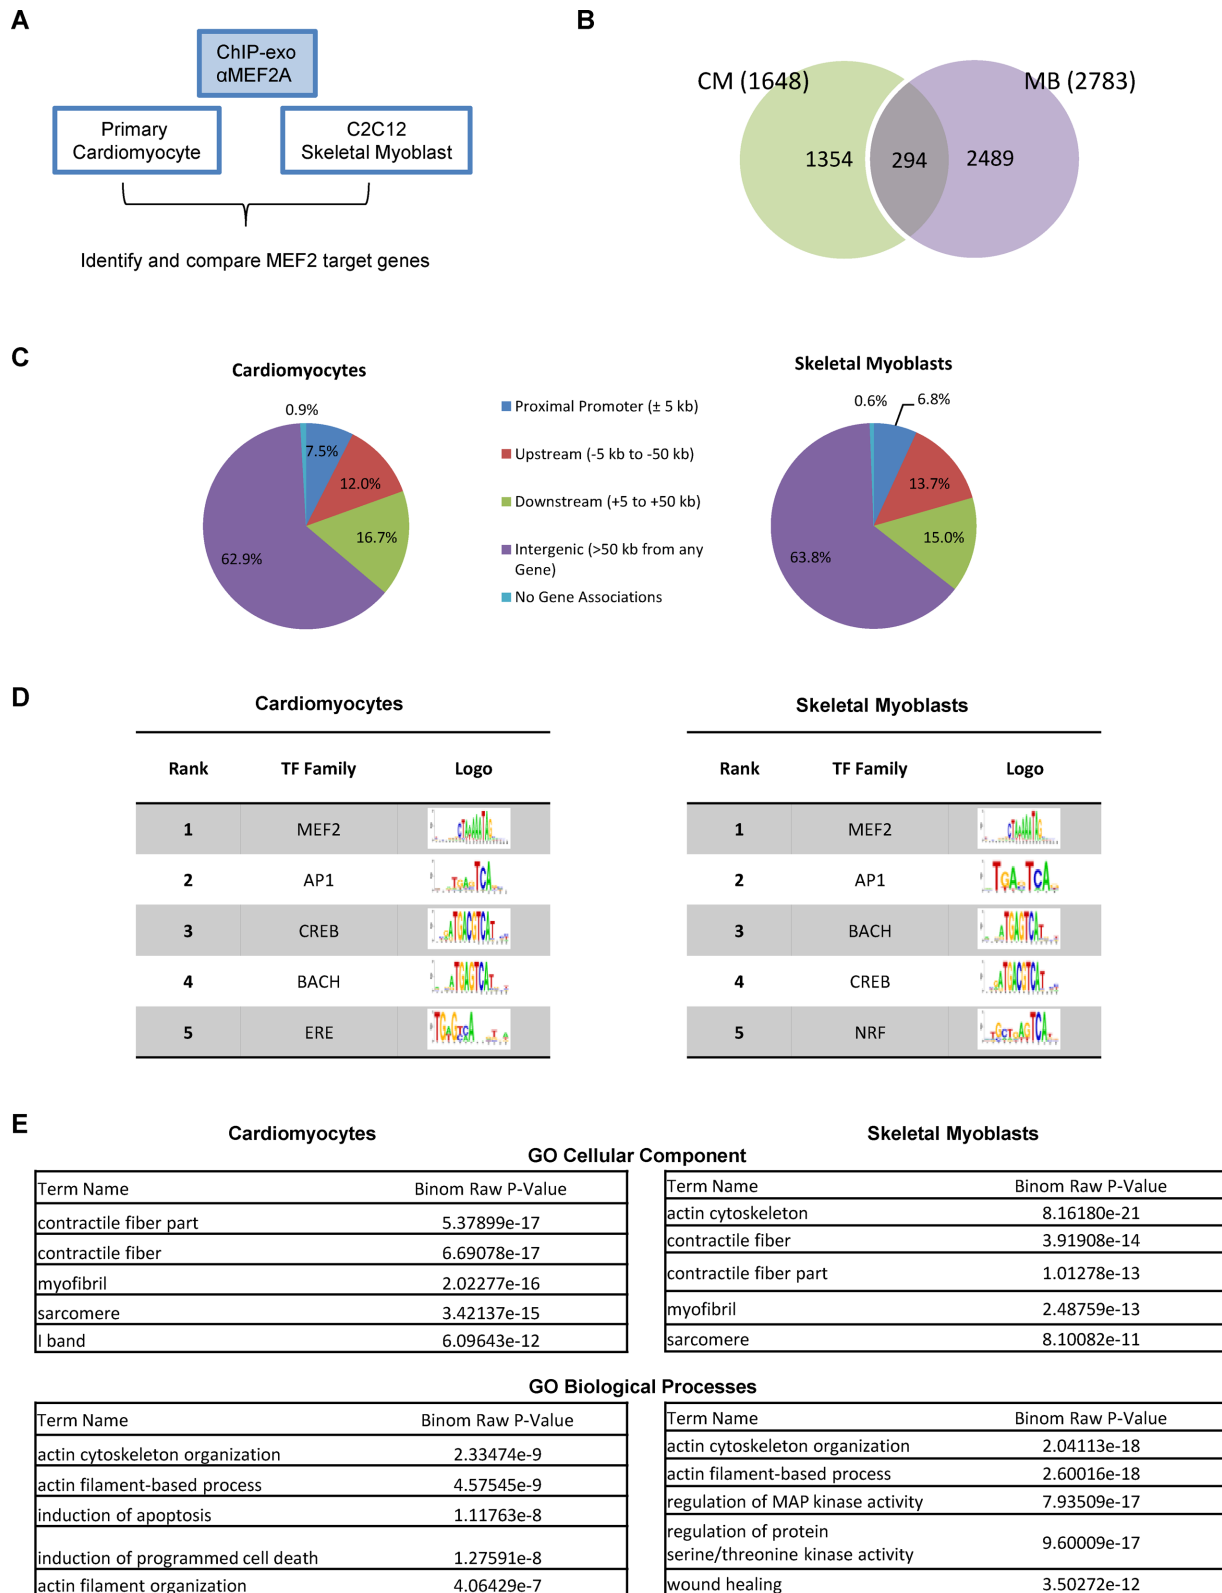 A
ChIP-exo
αMEF2A
Primary
Cardiomyocyte
C2C12
Skeletal Myoblast
Identify and compare MEF2 target genes
B
CM (1648)
MB (2783)
1354
294
2489
C
Cardiomyocytes
0.9%
7.5%
12.0%
16.7%
62.9%
Proximal Promoter (± 5 kb)
Upstream (-5 kb to -50 kb)
Downstream (+5 to +50 kb)
Intergenic (>50 kb from any
Gene)
No Gene Associations
Skeletal Myoblasts
0.6%
6.8%
13.7%
15.0%
63.8%
D
Cardiomyocytes
Rank TF Family Logo
1 MEF2
2 AP1
3 CREB
4 BACH
5 ERE
Skeletal Myoblasts
Rank TF Family Logo
1 MEF2
2 AP1
3 BACH
4 CREB
5 NRF
E
Cardiomyocytes
Skeletal Myoblasts
GO Cellular Component
Term Name Binom Raw P-Value
contractile fiber part 5.37899e-17
contractile fiber 6.69078e-17
myofibril 2.02277e-16
sarcomere 3.42137e-15
I band 6.09643e-12
Term Name Binom Raw P-Value
actin cytoskeleton 8.16180e-21
contractile fiber 3.91908e-14
contractile fiber part 1.01278e-13
myofibril 2.48759e-13
sarcomere 8.10082e-11
GO Biological Processes
Term Name Binom Raw P-Value
actin cytoskeleton organization 2.33474e-9
actin filament-based process 4.57545e-9
induction of apoptosis 1.11763e-8
induction of programmed cell death 1.27591e-8
actin filament organization 4.06429e-7
Term Name Binom Raw P-Value
actin cytoskeleton organization 2.04113e-18
actin filament-based process 2.60016e-18
regulation of MAP kinase activity 7.93509e-17
regulation of protein
serine/threonine kinase activity 9.60009e-17
wound healing 3.50272e-12